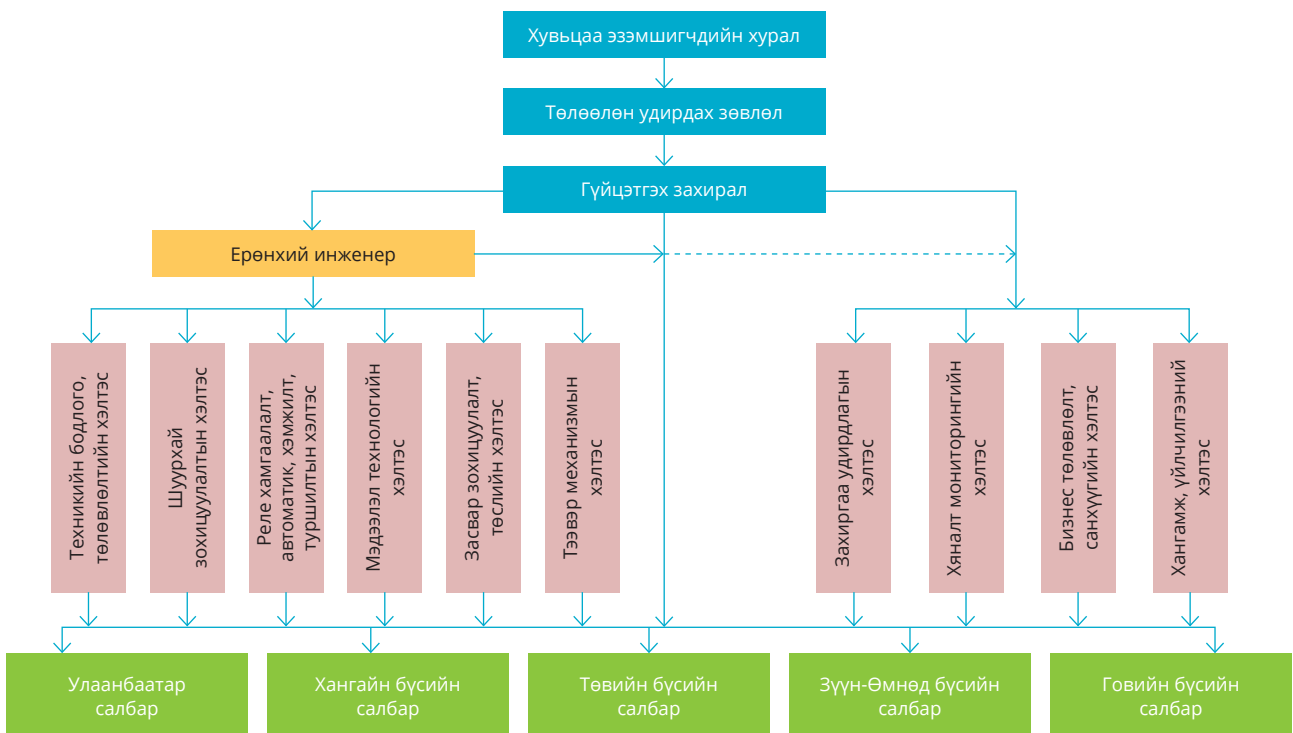 Хувьцаа эзэмшигчдийн хурал
Төлөөлөн удирдах зөвлөл
Гүйцэтгэх захирал
Ерөнхий инженер
Техникийн бодлого,
төлөвлөлтийн хэлтэс
Шуурхай
зохицуулалтын хэлтэс
Реле хамгаалалт,
автоматик, хэмжилт,
туршилтын хэлтэс
Мэдээлэл технологийн
хэлтэс
Засвар зохицуулалт,
төслийн хэлтэс
Тээвэр механизмын
хэлтэс
Захиргаа удирдлагын
хэлтэс
Хяналт мониторингийн
хэлтэс
Бизнес төлөвлөлт,
санхүүгийн хэлтэс
Хангамж, үйлчилгээний
хэлтэс
Улаанбаатар
салбар
Хангайн бүсийн
салбар
Төвийн бүсийн
салбар
Зүүн-Өмнөд бүсийн
салбар
Говийн бүсийн
салбар